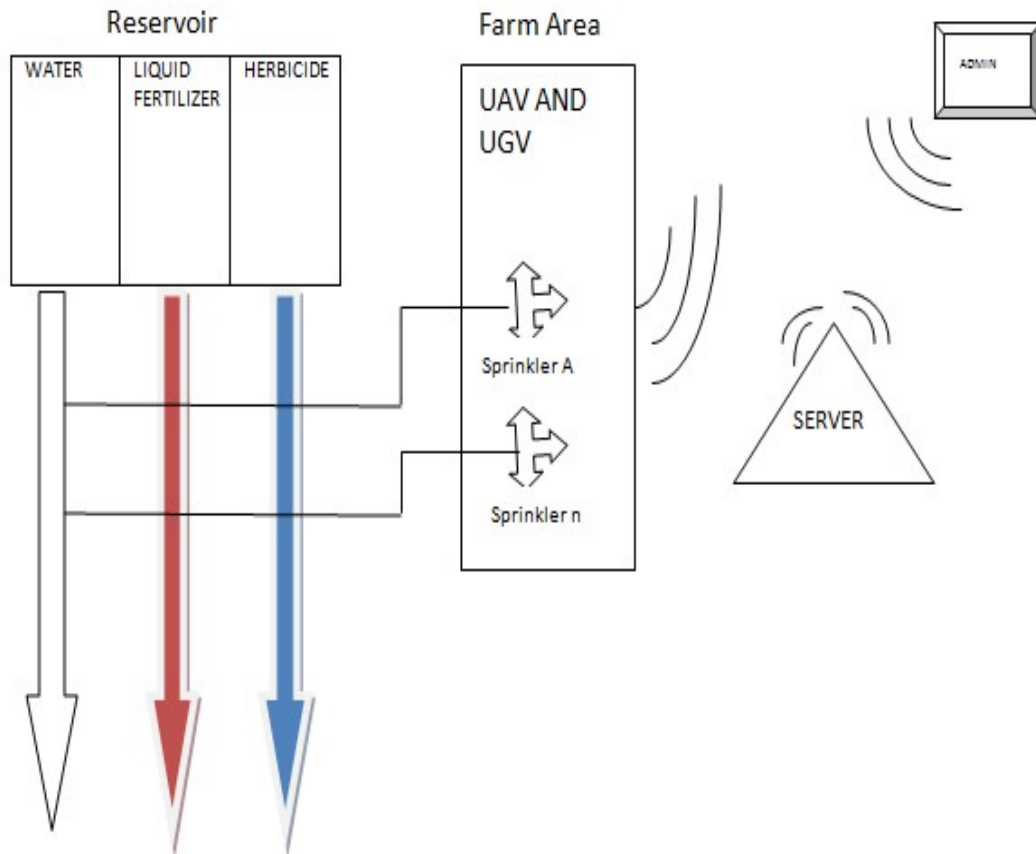 Reservoir
Farm Area
WATER
LIQUID
FERTILIZER
HERBICIDE
UAV AND
UGV
ADMIN
Sprinkler A
Sprinkler n
SERVER